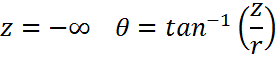 z = −∞ θ = tan⁻¹ (z/r)